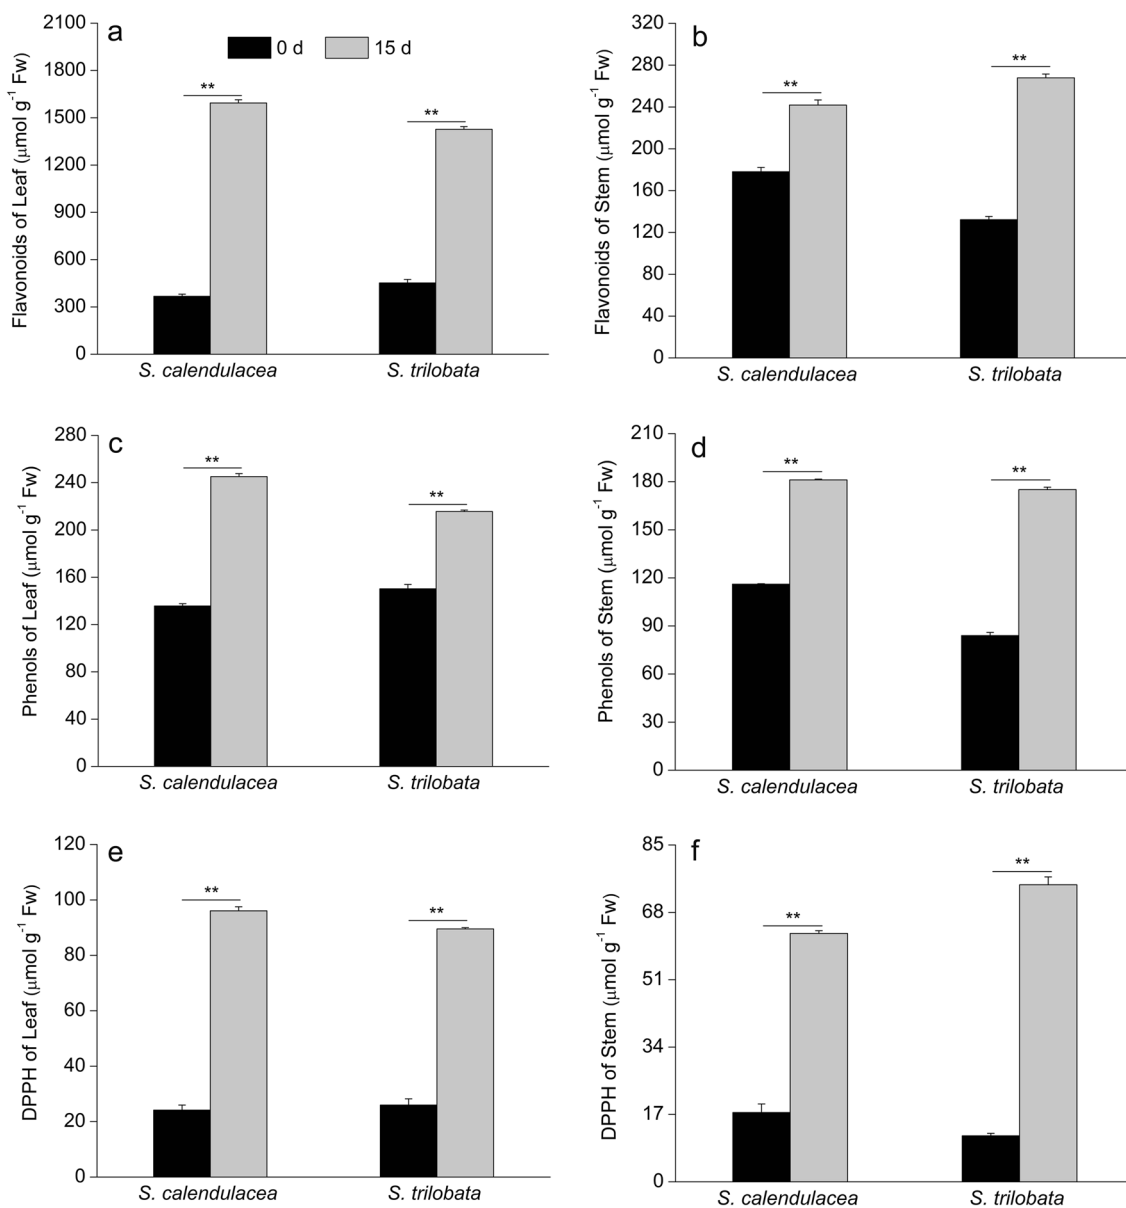 a
0 d
15 d
Flavonoids of Leaf (μmol g⁻¹ Fw)
2100
1800
1500
1200
900
600
300
0
**
**
S. calendulacea
S. trilobata
b
Flavonoids of Stem (μmol g⁻¹ Fw)
320
280
240
200
160
120
80
40
0
**
**
S. calendulacea
S. trilobata
c
Phenols of Leaf (μmol g⁻¹ Fw)
280
240
200
160
120
80
40
0
**
**
S. calendulacea
S. trilobata
d
Phenols of Stem (μmol g⁻¹ Fw)
210
180
150
120
90
60
30
0
**
**
S. calendulacea
S. trilobata
e
DPPH of Leaf (μmol g⁻¹ Fw)
120
100
80
60
40
20
0
**
**
S. calendulacea
S. trilobata
f
DPPH of Stem (μmol g⁻¹ Fw)
85
68
51
34
17
0
**
**
S. calendulacea
S. trilobata